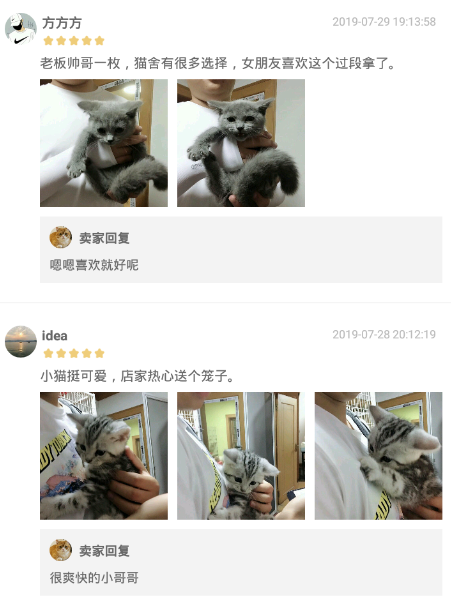 方方方
2019-07-29 19:13:58
老板帅哥一枚，猫舍有很多选择，女朋友喜欢这个过段拿了。
卖家回复
嗯嗯喜欢就好呢
idea
2019-07-28 20:12:19
小猫挺可爱，店家热心送个笼子。
卖家回复
很爽快的小哥哥